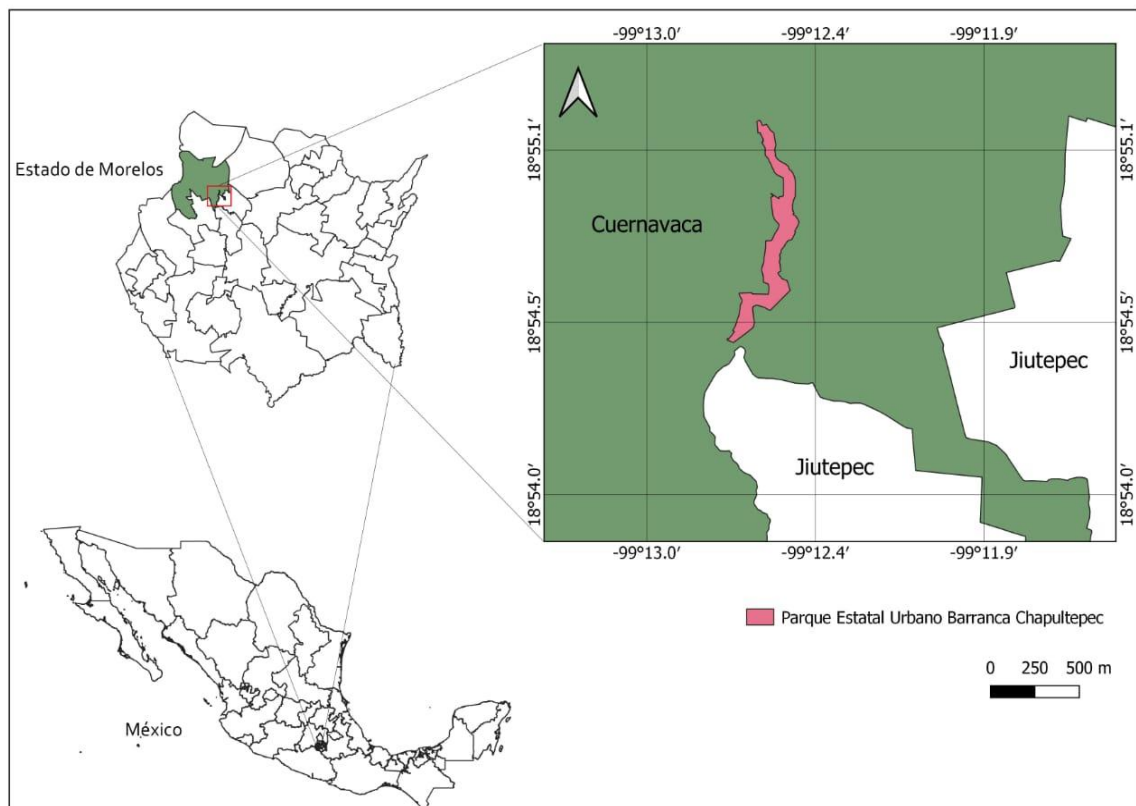 Estado de Morelos
México
-99°13.0′
-99°12.4′
-99°11.9′
18°55.1′
18°55.1′
Cuernavaca
18°54.5′
18°54.5′
Jiutepec
Jiutepec
18°54.0′
18°54.0′
-99°13.0′
-99°12.4′
-99°11.9′
Parque Estatal Urbano Barranca Chapultepec
0 250 500 m